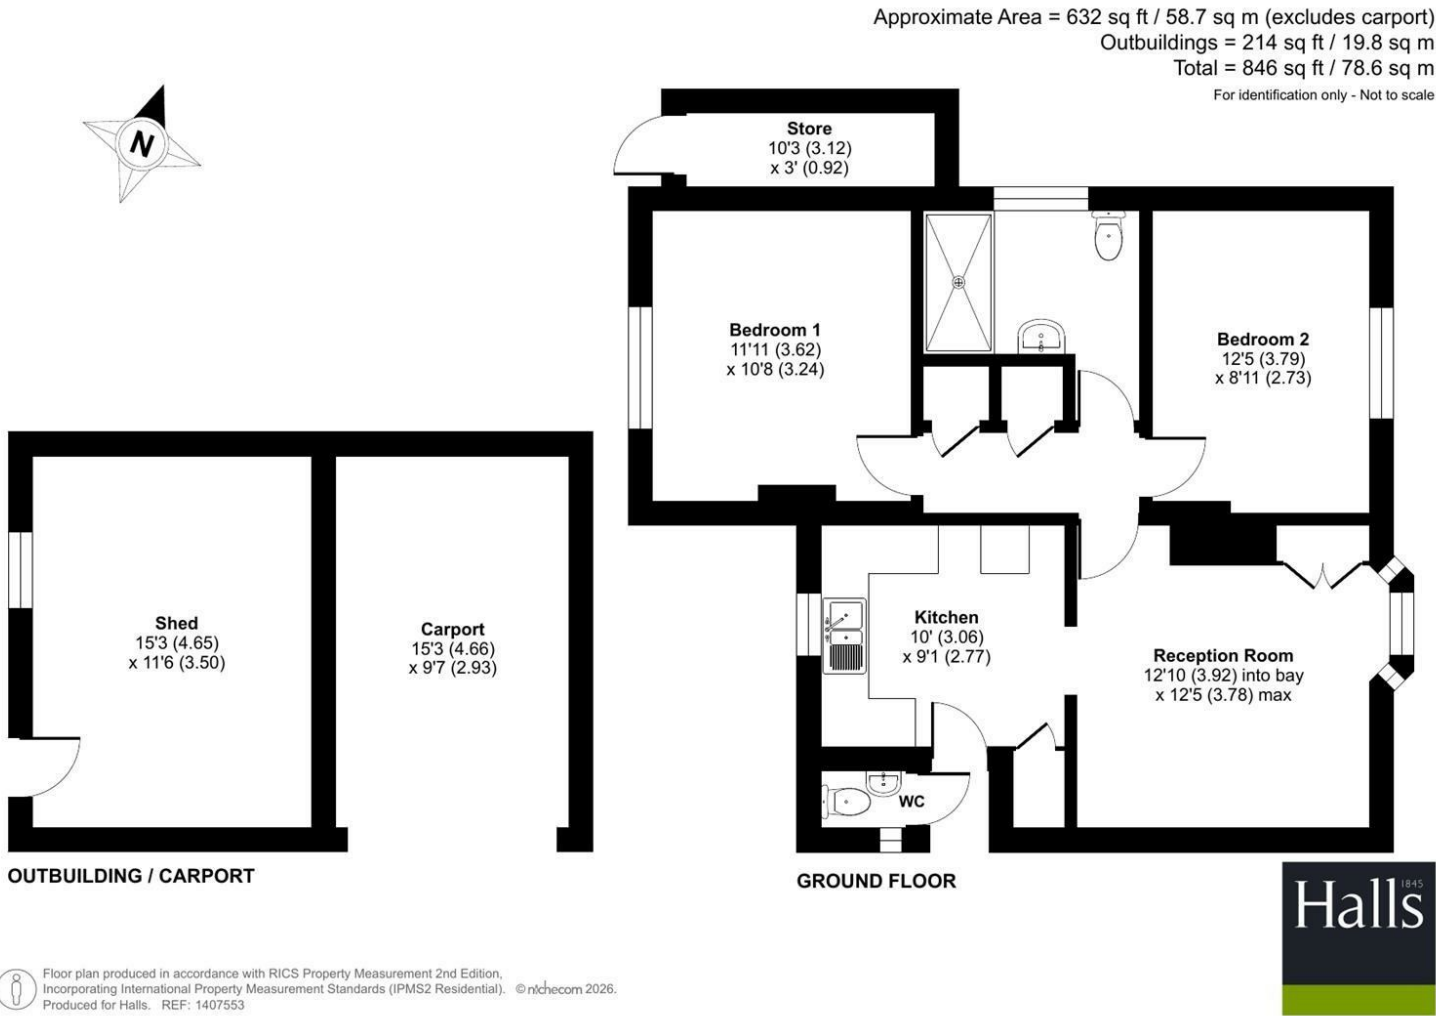 Approximate Area = 632 sq ft / 58.7 sq m (excludes carport)
Outbuildings = 214 sq ft / 19.8 sq m
Total = 846 sq ft / 78.6 sq m
For identification only - Not to scale
N
Store
10'3 (3.12)
x 3' (0.92)
Bedroom 1
11'11 (3.62)
x 10'8 (3.24)
Bedroom 2
12'5 (3.79)
x 8'11 (2.73)
Shed
15'3 (4.65)
x 11'6 (3.50)
Carport
15'3 (4.66)
x 9'7 (2.93)
Kitchen
10' (3.06)
x 9'1 (2.77)
Reception Room
12'10 (3.92) into bay
x 12'5 (3.78) max
WC
OUTBUILDING / CARPORT
GROUND FLOOR
1845
Halls
Floor plan produced in accordance with RICS Property Measurement 2nd Edition,
Incorporating International Property Measurement Standards (IPMS2 Residential). © nichecom 2026.
Produced for Halls. REF: 1407553